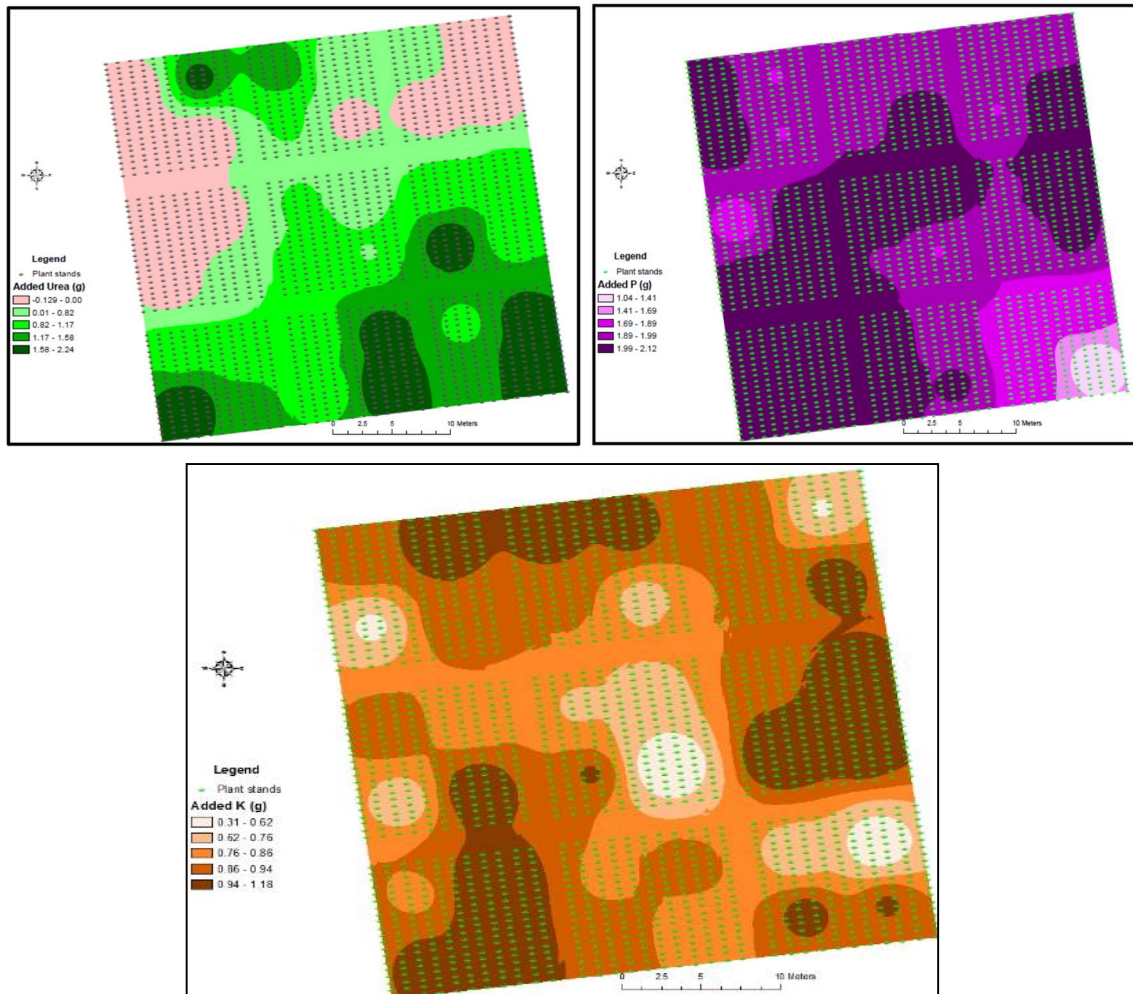 Legend
Plant stands
Added Urea (g)
-0.129 - 0.00
0.01 - 0.82
0.82 - 1.17
1.17 - 1.58
1.58 - 2.24
0 2.5 5 10 Meters
Legend
Plant stands
Added P (g)
1.04 - 1.41
1.41 - 1.69
1.69 - 1.89
1.89 - 1.99
1.99 - 2.12
0 2.5 5 10 Meters
Legend
Plant stands
Added K (g)
0.31 - 0.62
0.62 - 0.76
0.76 - 0.86
0.86 - 0.94
0.94 - 1.18
0 2.5 5 10 Meters